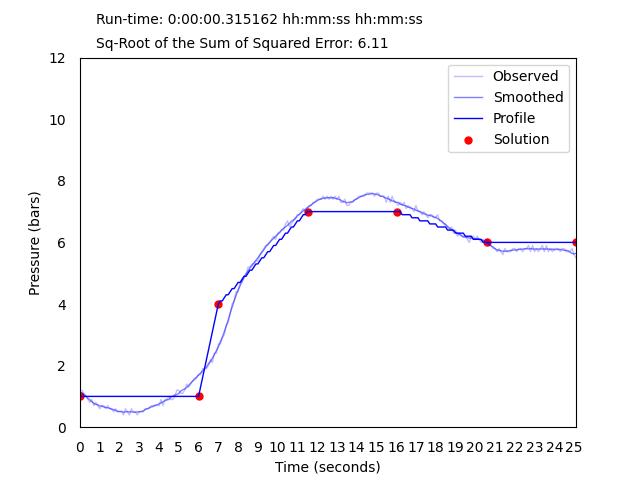 Run-time: 0:00:00.315162 hh:mm:ss hh:mm:ss
Sq-Root of the Sum of Squared Error: 6.11
12
10
8
6
4
2
0
Pressure (bars)
Observed
Smoothed
Profile
Solution
0 1 2 3 4 5 6 7 8 9 10 11 12 13 14 15 16 17 18 19 20 21 22 23 24 25
Time (seconds)